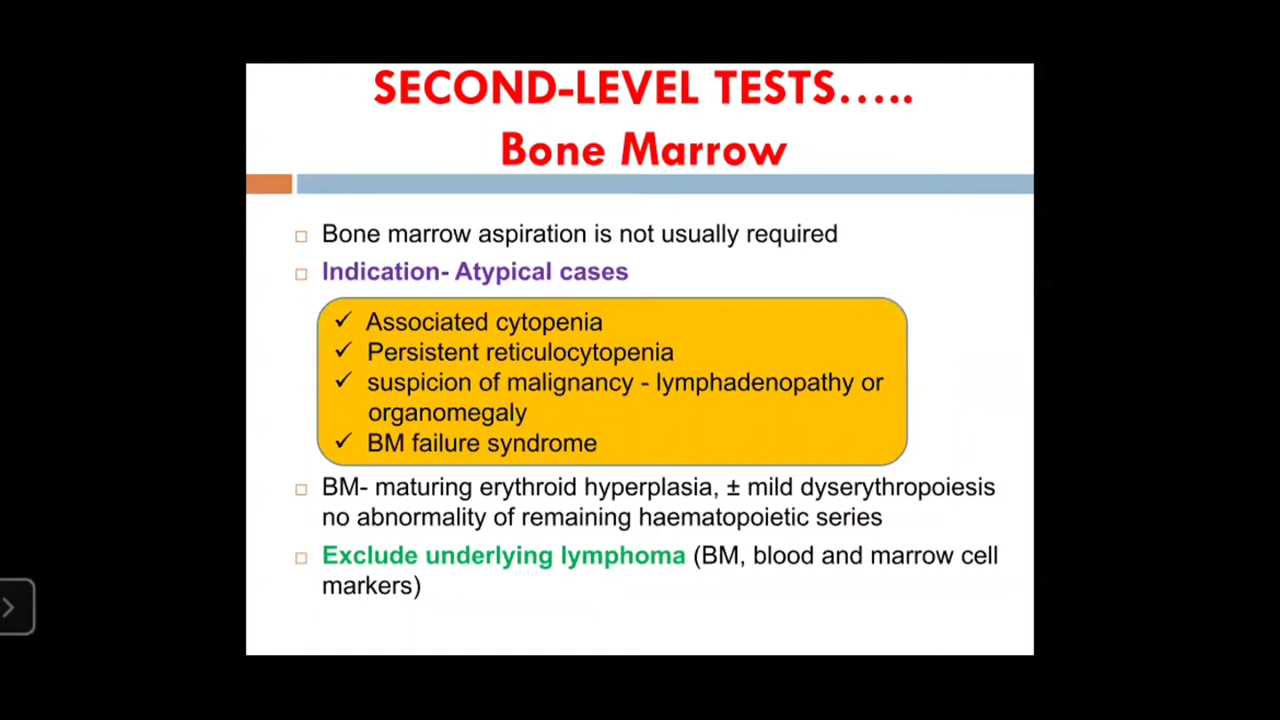 SECOND-LEVEL TESTS.....
Bone Marrow
Bone marrow aspiration is not usually required
Indication- Atypical cases
✓ Associated cytopenia
✓ Persistent reticulocytopenia
✓ suspicion of malignancy - lymphadenopathy or
organomegaly
✓ BM failure syndrome
BM- maturing erythroid hyperplasia, ± mild dyserythropoiesis
no abnormality of remaining haematopoietic series
Exclude underlying lymphoma (BM, blood and marrow cell
markers)